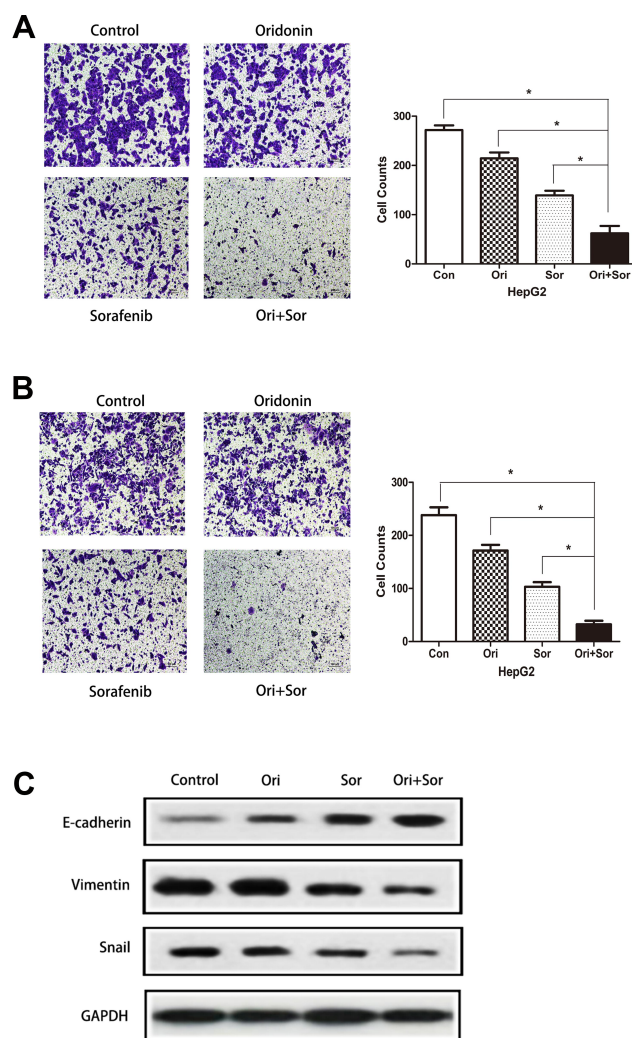 A
Control Oridonin
Sorafenib Ori+Sor
300
200
100
0
Cell Counts
* 
*
*
Con Ori Sor Ori+Sor
HepG2
B
Control Oridonin
Sorafenib Ori+Sor
300
200
100
0
Cell Counts
*
*
*
Con Ori Sor Ori+Sor
HepG2
C
Control Ori Sor Ori+Sor
E-cadherin
Vimentin
Snail
GAPDH